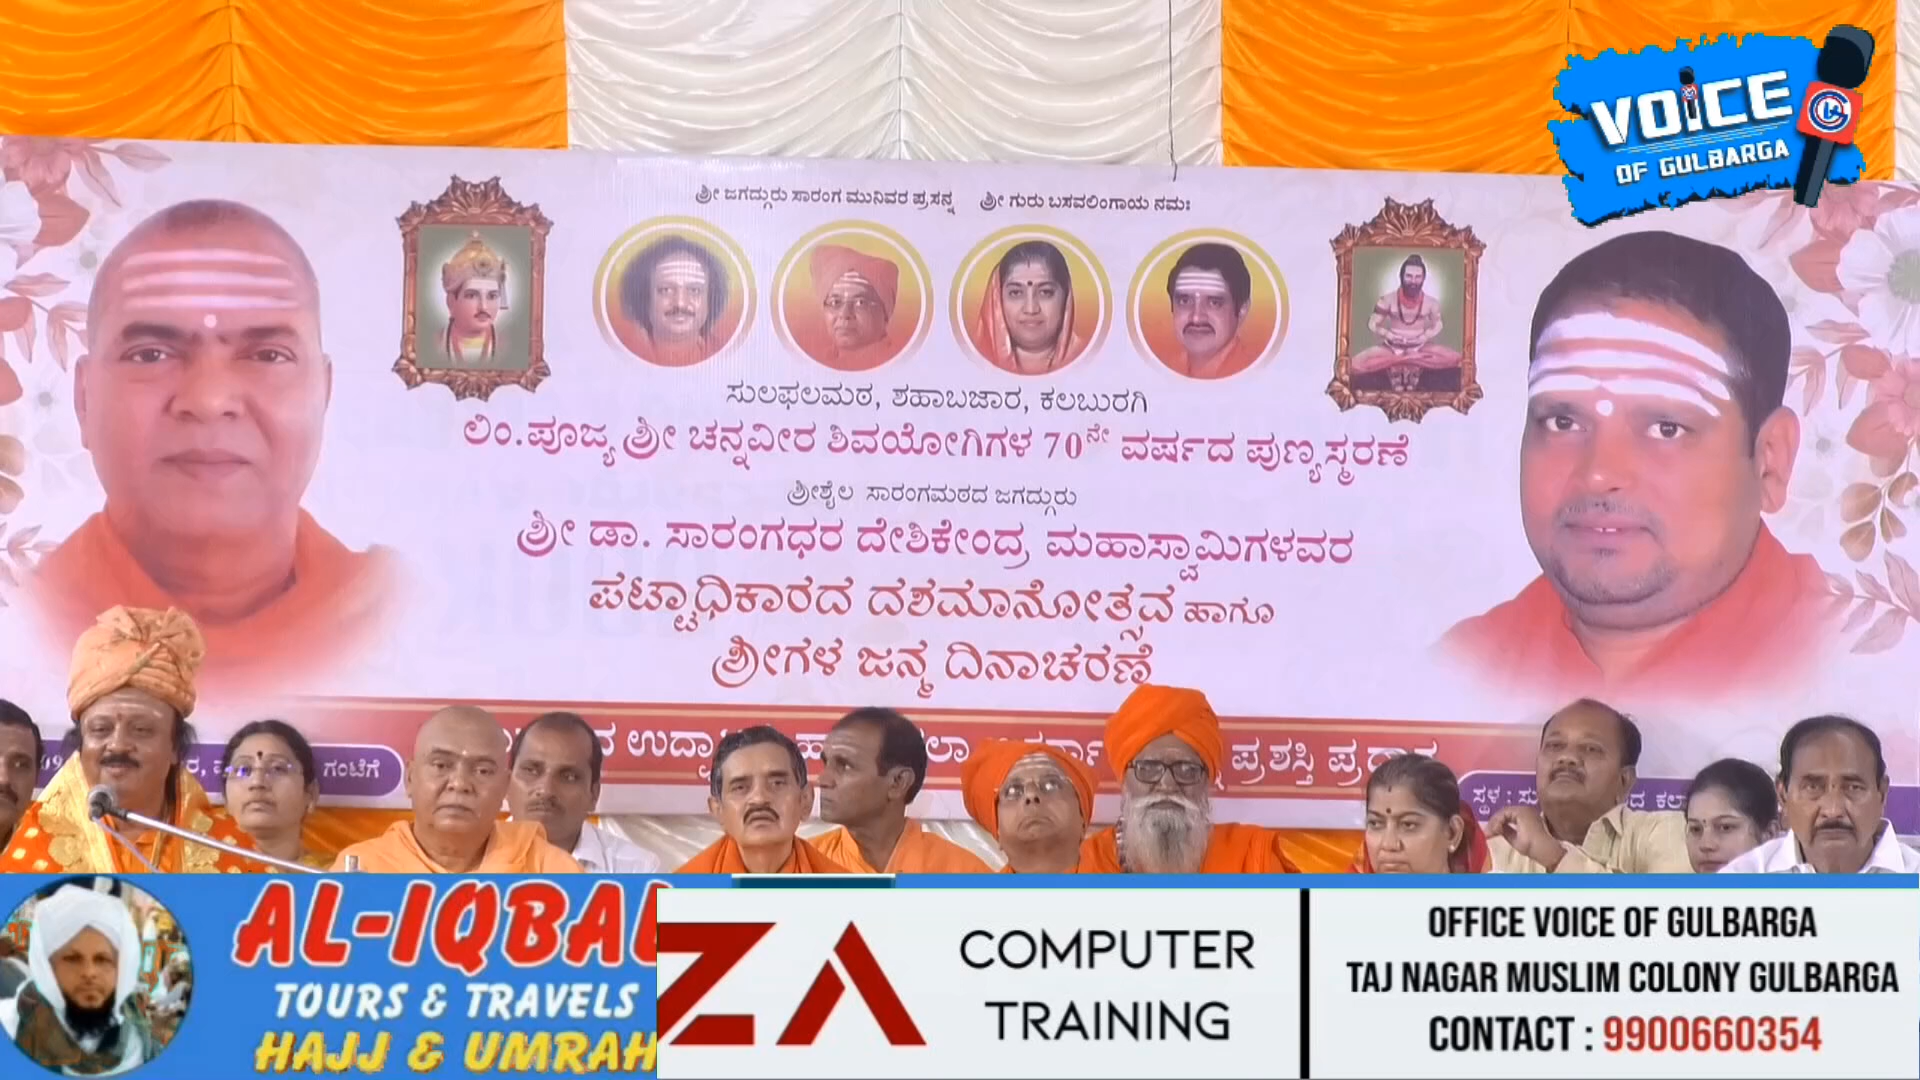 VOICE
OF GULBARGA
ಶ್ರೀ ಜಗದ್ಗುರು ಸಾರಂಗ ಮುನಿವರ ಪ್ರಸನ್ನ ಶ್ರೀ ಗುರು ಬಸವಲಿಂಗಾಯ ನಮಃ
ಸುಲಫಲಮಠ, ಶಹಾಬಜಾರ, ಕಲಬುರಗಿ
ಲಿಂ.ಪೂಜ್ಯ ಶ್ರೀ ಚನ್ನವೀರ ಶಿವಯೋಗಿಗಳ 70ನೇ ವರ್ಷದ ಪುಣ್ಯಸ್ಮರಣೆ
ಶ್ರೀಶೈಲ ಸಾರಂಗಮಠದ ಜಗದ್ಗುರು
ಶ್ರೀ ಡಾ. ಸಾರಂಗಧರ ದೇಶಿಕೇಂದ್ರ ಮಹಾಸ್ವಾಮಿಗಳವರ
ಪಟ್ಟಾಧಿಕಾರದ ದಶಮಾನೋತ್ಸವ ಹಾಗೂ
ಶ್ರೀಗಳ ಜನ್ಮ ದಿನಾಚರಣೆ
ಪ್ರಶಸ್ತಿ ಪ್ರದಾನ
ಗಂಟೆಗೆ
ಸ್ಥಳ :
AL-IQBAL
TOURS & TRAVELS
HAJJ & UMRAH
ZA
COMPUTER
TRAINING
OFFICE VOICE OF GULBARGA
TAJ NAGAR MUSLIM COLONY GULBARGA
CONTACT : 9900660354